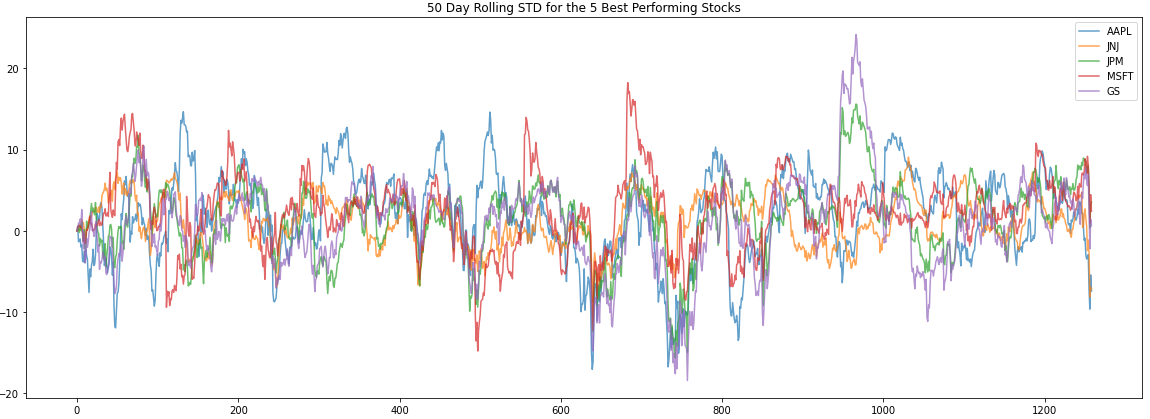 50 Day Rolling STD for the 5 Best Performing Stocks
AAPL
JNJ
JPM
MSFT
GS
20
10
0
−10
−20
0 200 400 600 800 1000 1200